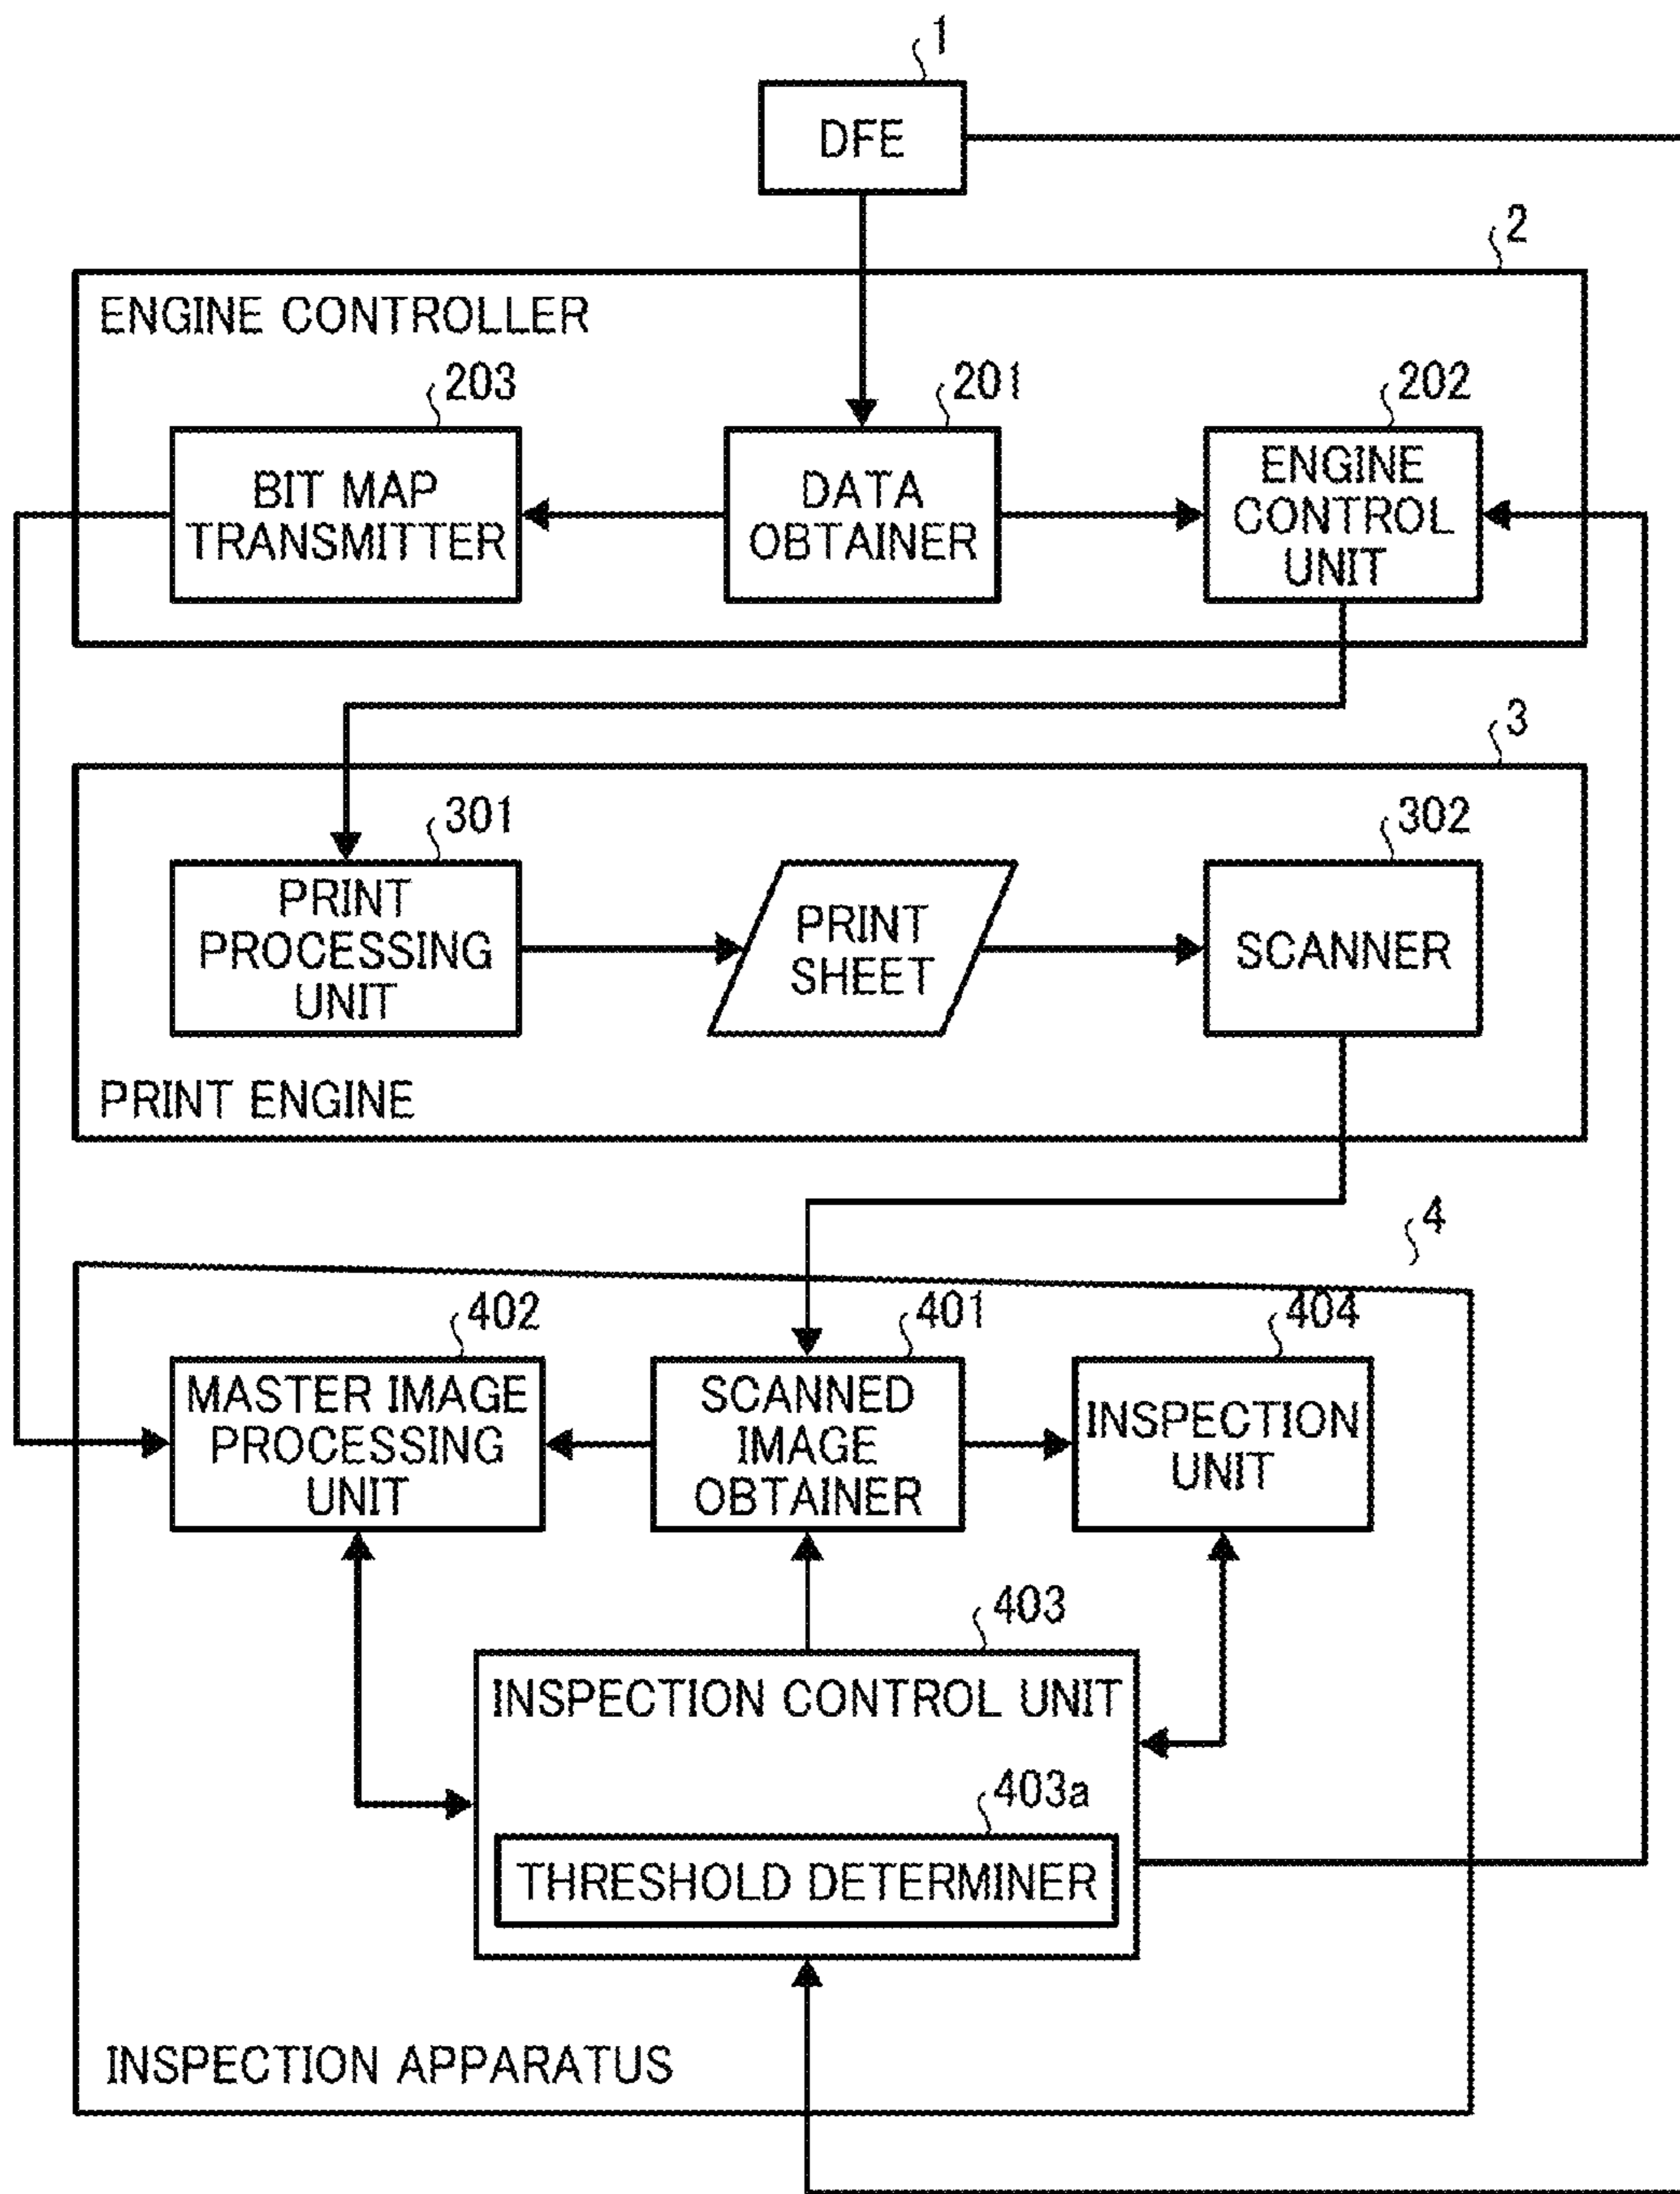 1
DFE
2
ENGINE CONTROLLER
203
201
202
BIT MAP
TRANSMITTER
DATA
OBTAINER
ENGINE
CONTROL
UNIT
3
301
302
PRINT
PROCESSING
UNIT
PRINT
SHEET
SCANNER
PRINT ENGINE
4
402
401
404
MASTER IMAGE
PROCESSING
UNIT
SCANNED
IMAGE
OBTAINER
INSPECTION
UNIT
403
INSPECTION CONTROL UNIT
403a
THRESHOLD DETERMINER
INSPECTION APPARATUS